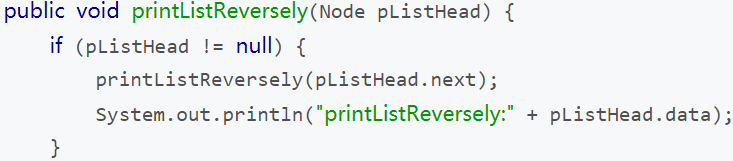 public void printListReversely(Node pListHead) {
    if (pListHead != null) {
        printListReversely(pListHead.next);
        System.out.println("printListReversely:" + pListHead.data);
    }